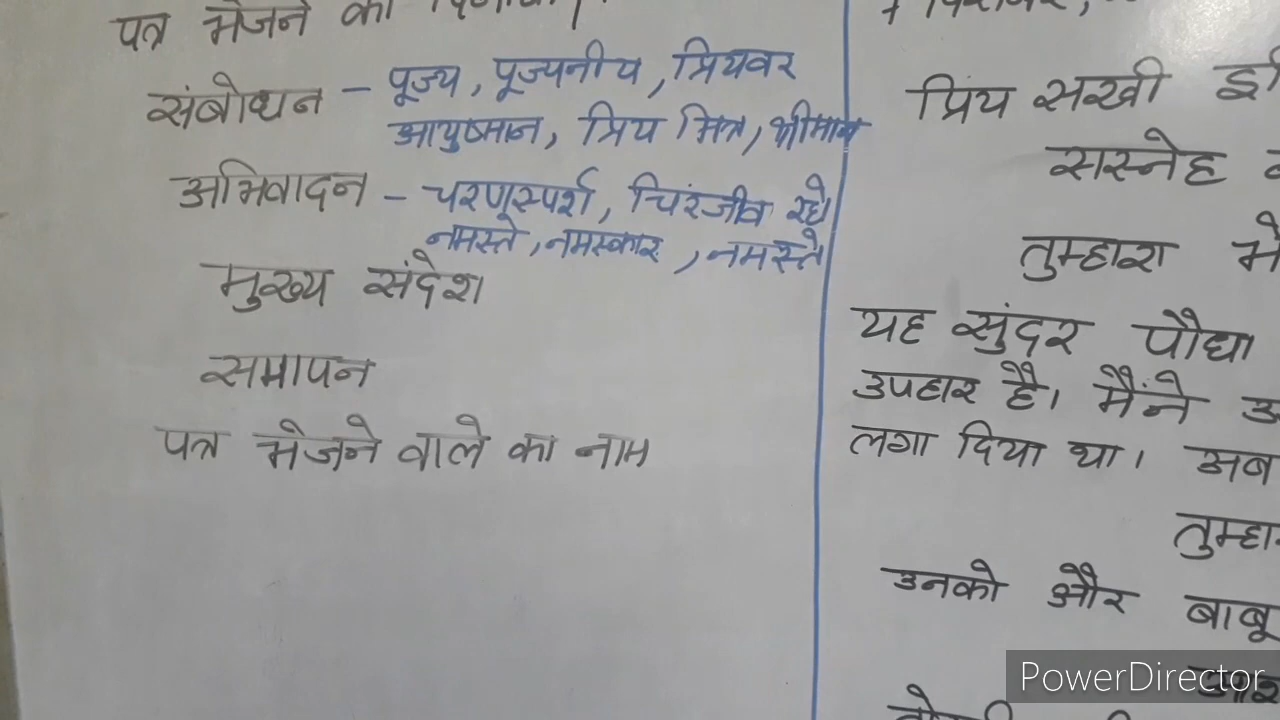 पत्र भेजने का
संबोधन – पूज्य, पूज्यनीय, प्रियवर
आयुष्मान, प्रिय मित्र, श्रीमान
अभिवादन – चरणस्पर्श, चिरंजीव रहो
नमस्ते, नमस्कार, नमस्ते
मुख्य संदेश
समापन
पत्र भेजने वाले का नाम
प्रिय सखी
सस्नेह
तुम्हारा
यह सुंदर पौधा
उपहार है। मैंने
लगा दिया था। अब
उनको और बाबू
PowerDirector